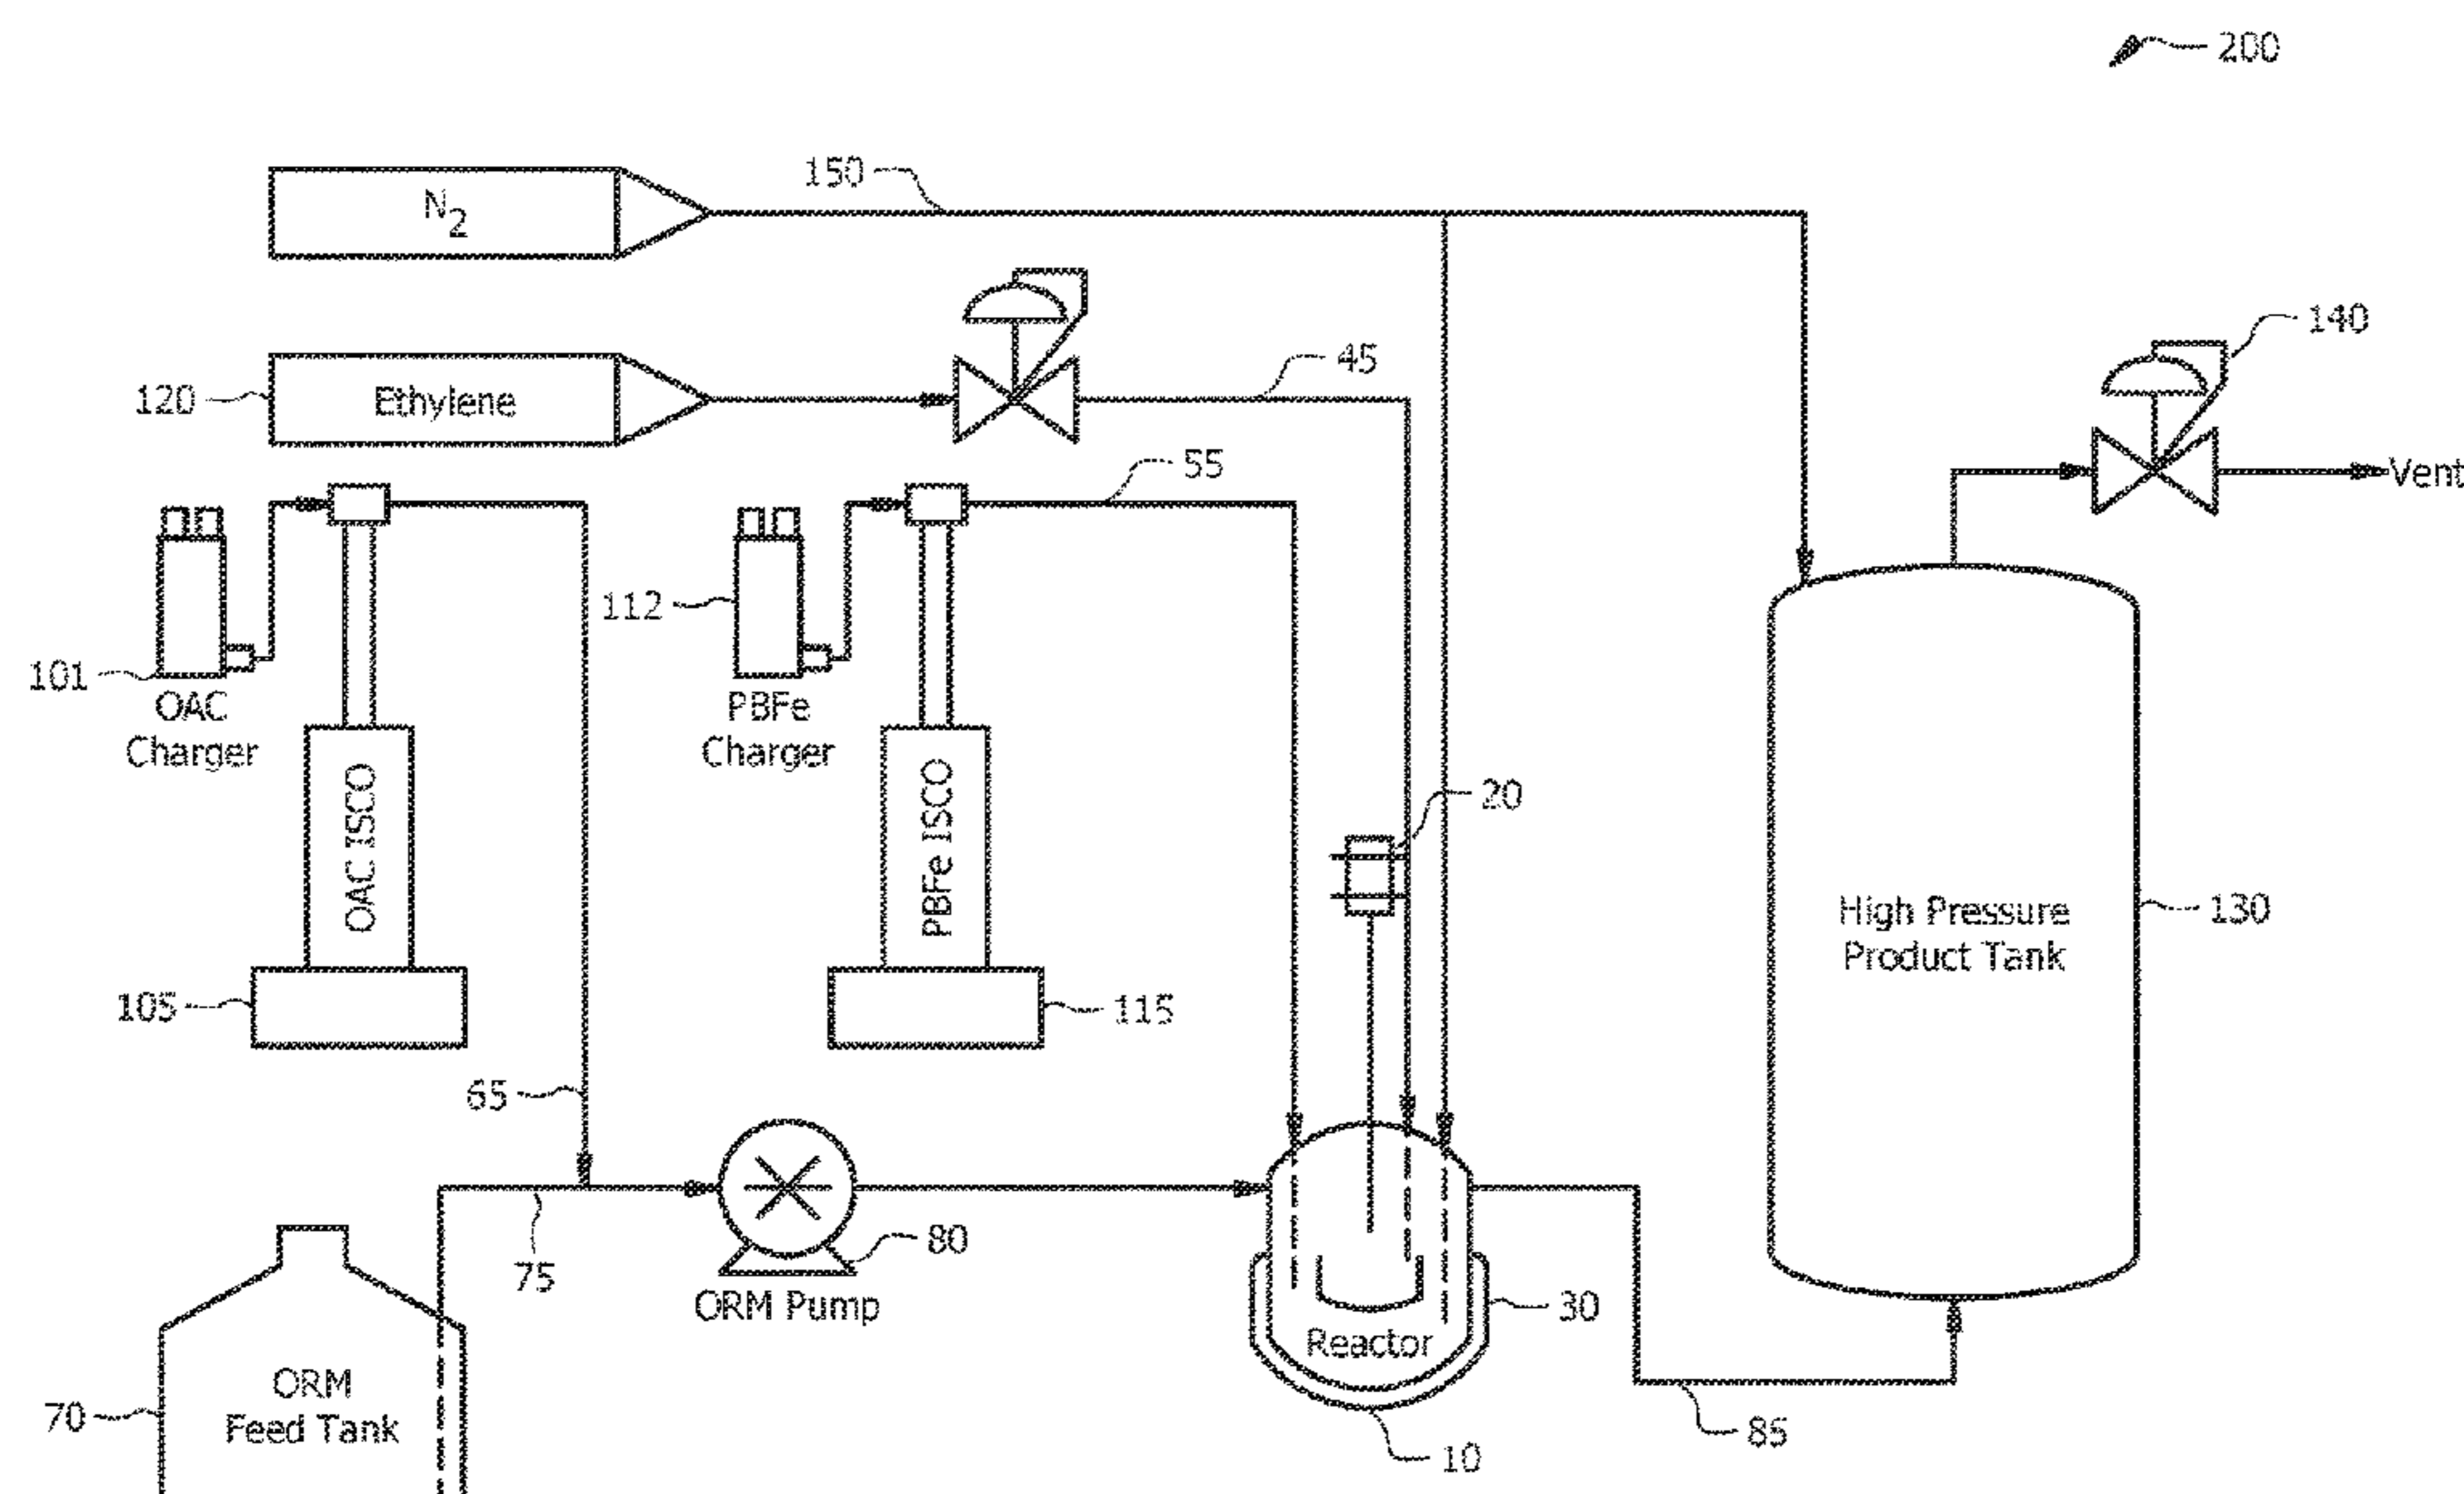 200
150
N2
140
45
120
Ethylene
55
Vent
112
101
OAC
Charger
PBFe
Charger
OAC ISCO
PBFe ISCO
20
High Pressure
Product Tank
130
105
115
65
75
80
ORM Pump
30
Reactor
ORM
Feed Tank
70
85
10